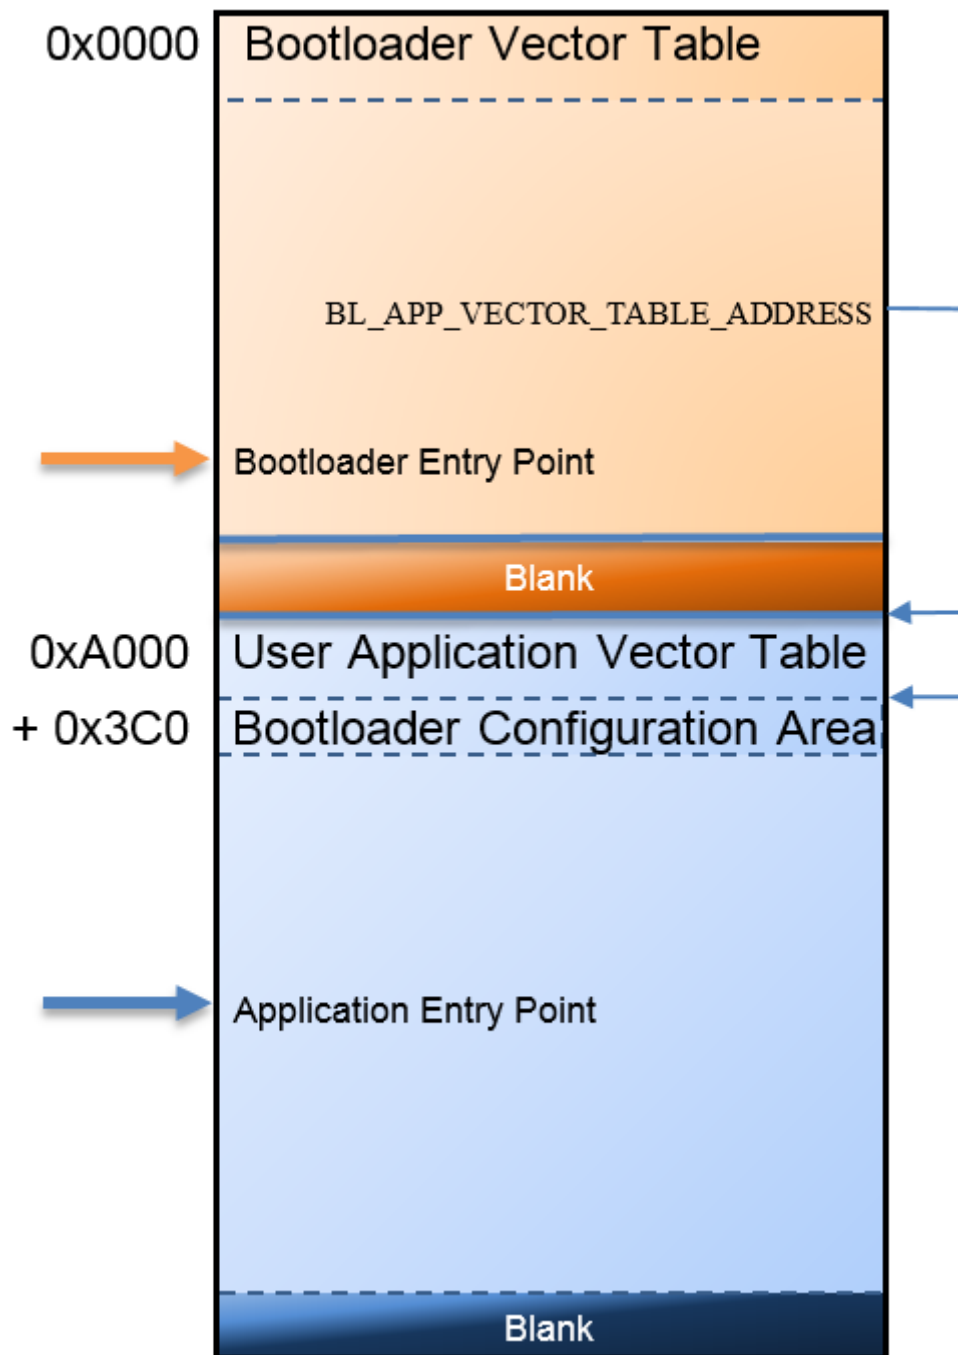 0x0000 Bootloader Vector Table
BL_APP_VECTOR_TABLE_ADDRESS
Bootloader Entry Point
Blank
0xA000 User Application Vector Table
+ 0x3C0 Bootloader Configuration Area
Application Entry Point
Blank